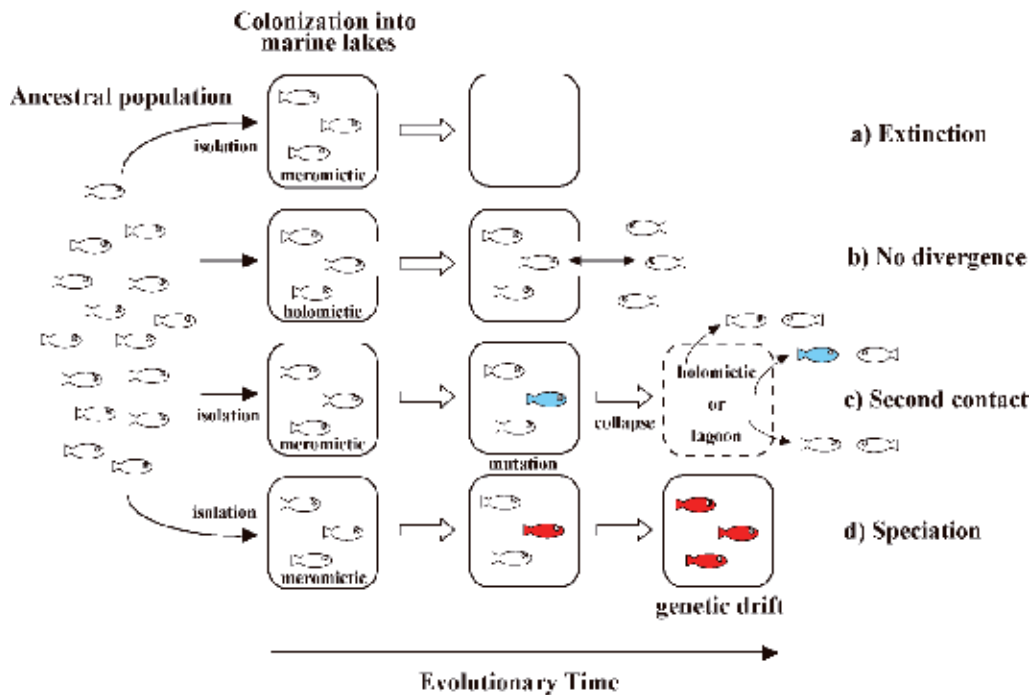 Colonization into
marine lakes
Ancestral population
isolation
meromictic
a) Extinction
holomictic
b) No divergence
isolation
meromictic
mutation
collapse
holomictic
or
lagoon
c) Second contact
isolation
meromictic
genetic drift
d) Speciation
Evolutionary Time